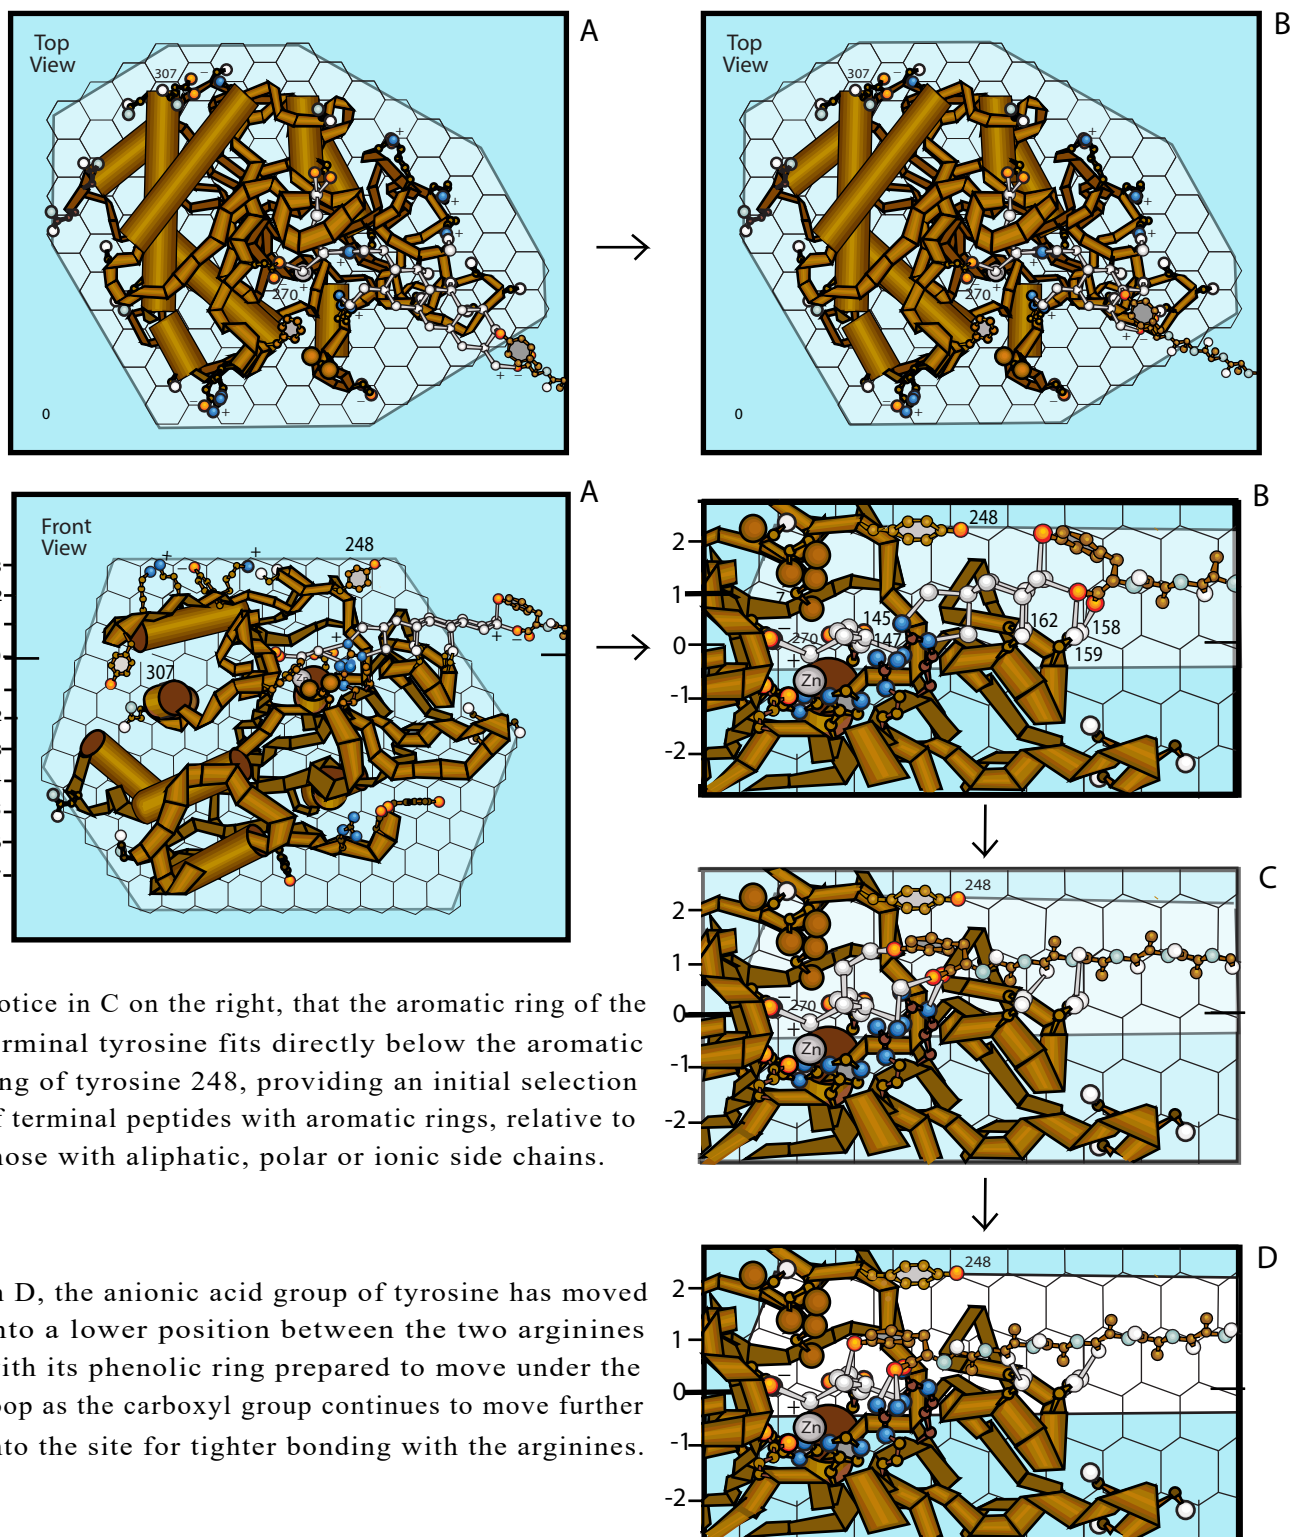 Top
View
307
−
+
+
+
+
−
270
+
+
−
+
+ −
−
0
A
Top
View
307
−
+
+
+
+
−
270
+
+
−
+
−
−
0
B
Front
View
+
−
+
248
+
+
307
Zn
A
B
2
1
0
-1
-2
248
7
145
270
147
+
Zn
162
158
159
C
2
1
0
-1
-2
248
−
270
+
Zn
otice in C on the right, that the aromatic ring of the
rminal tyrosine fits directly below the aromatic
ng of tyrosine 248, providing an initial selection
f terminal peptides with aromatic rings, relative to
hose with aliphatic, polar or ionic side chains.
D
2
1
0
-1
-2
248
−
+
Zn
n D, the anionic acid group of tyrosine has moved
nto a lower position between the two arginines
with its phenolic ring prepared to move under the
oop as the carboxyl group continues to move further
nto the site for tighter bonding with the arginines.